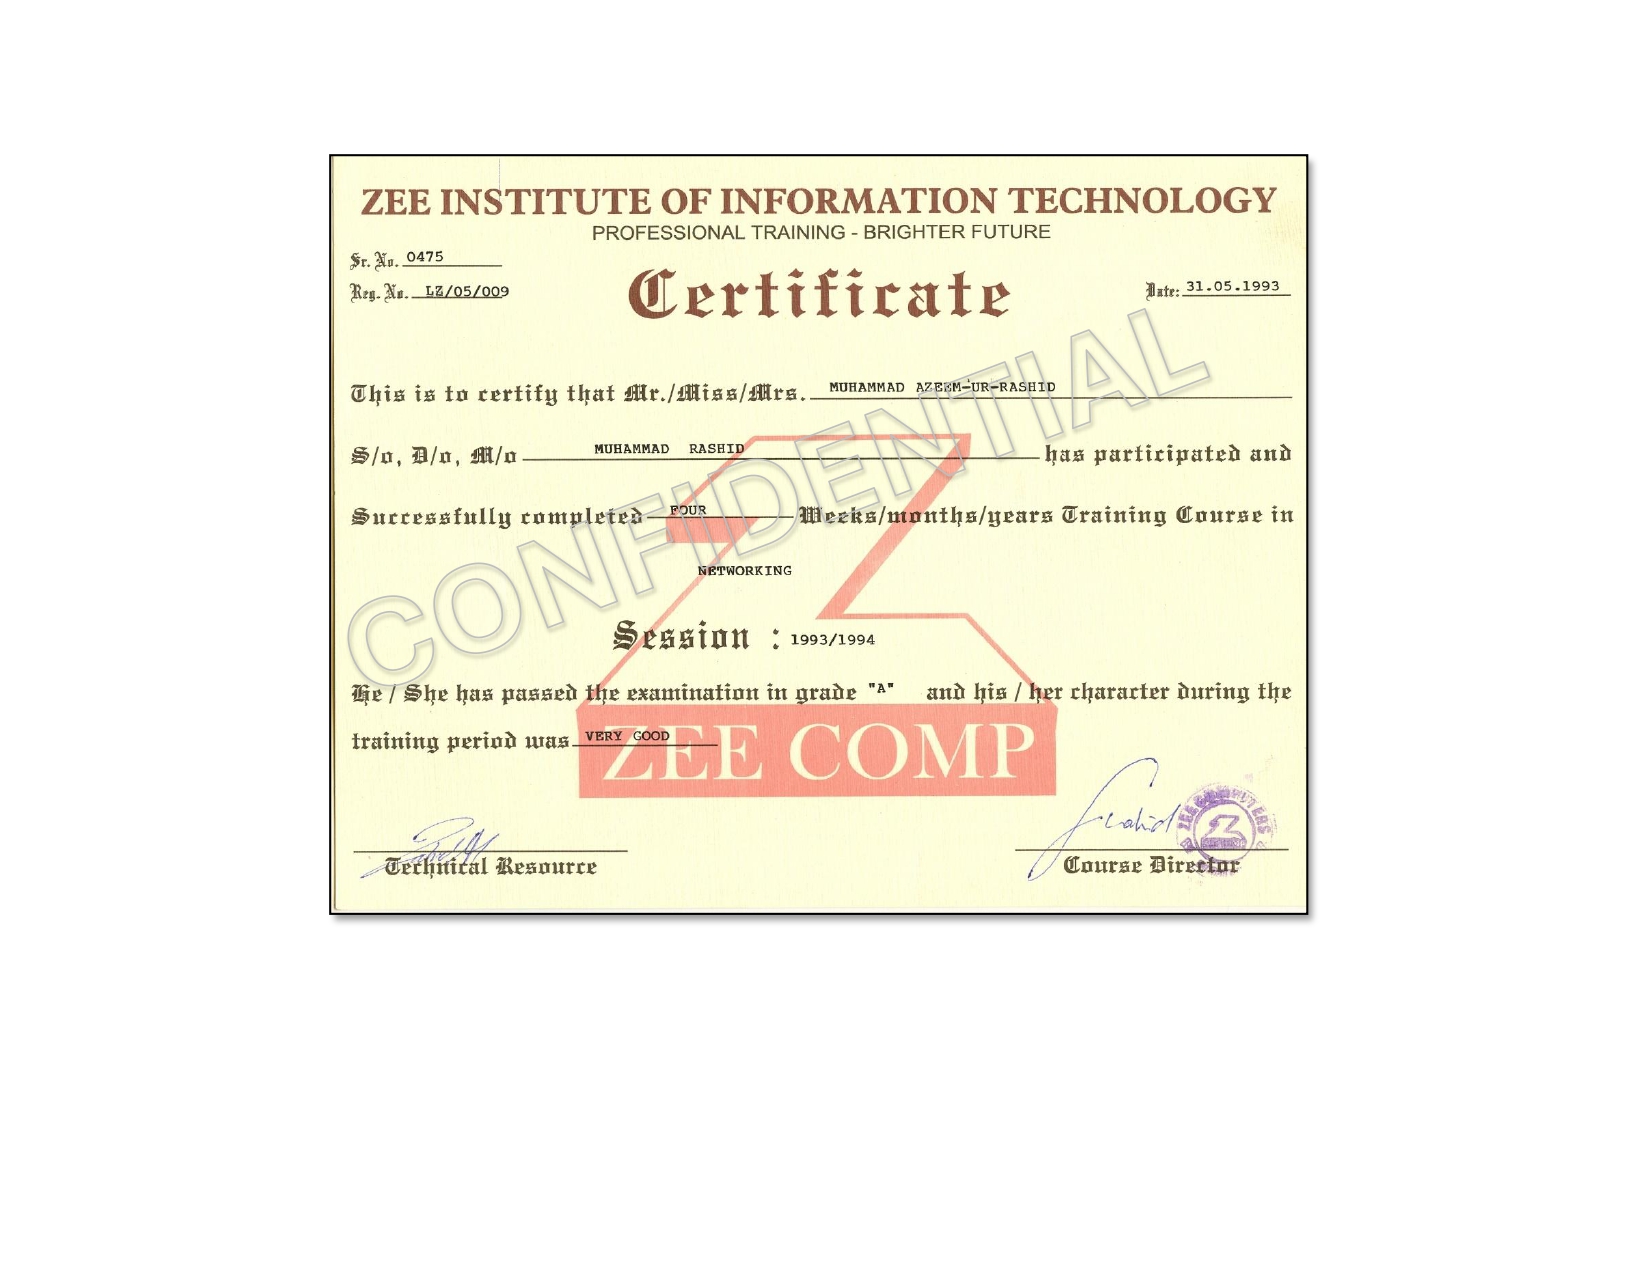 ZEE INSTITUTE OF INFORMATION TECHNOLOGY
PROFESSIONAL TRAINING - BRIGHTER FUTURE
Sr. No. 0475
Reg. No. LZ/05/009
Certificate
Date: 31.05.1993
This is to certify that Mr./Miss/Mrs. MUHAMMAD AZEEM-UR-RASHID
S/o, D/o, W/o MUHAMMAD RASHID has participated and
Successfully completed FOUR Weeks/months/years Training Course in
NETWORKING
Session : 1993/1994
He / She has passed the examination in grade "A" and his / her character during the
training period was VERY GOOD
ZEE COMP
CONFIDENTIAL
Technical Resource
Course Director
ZEE COMPUTERS